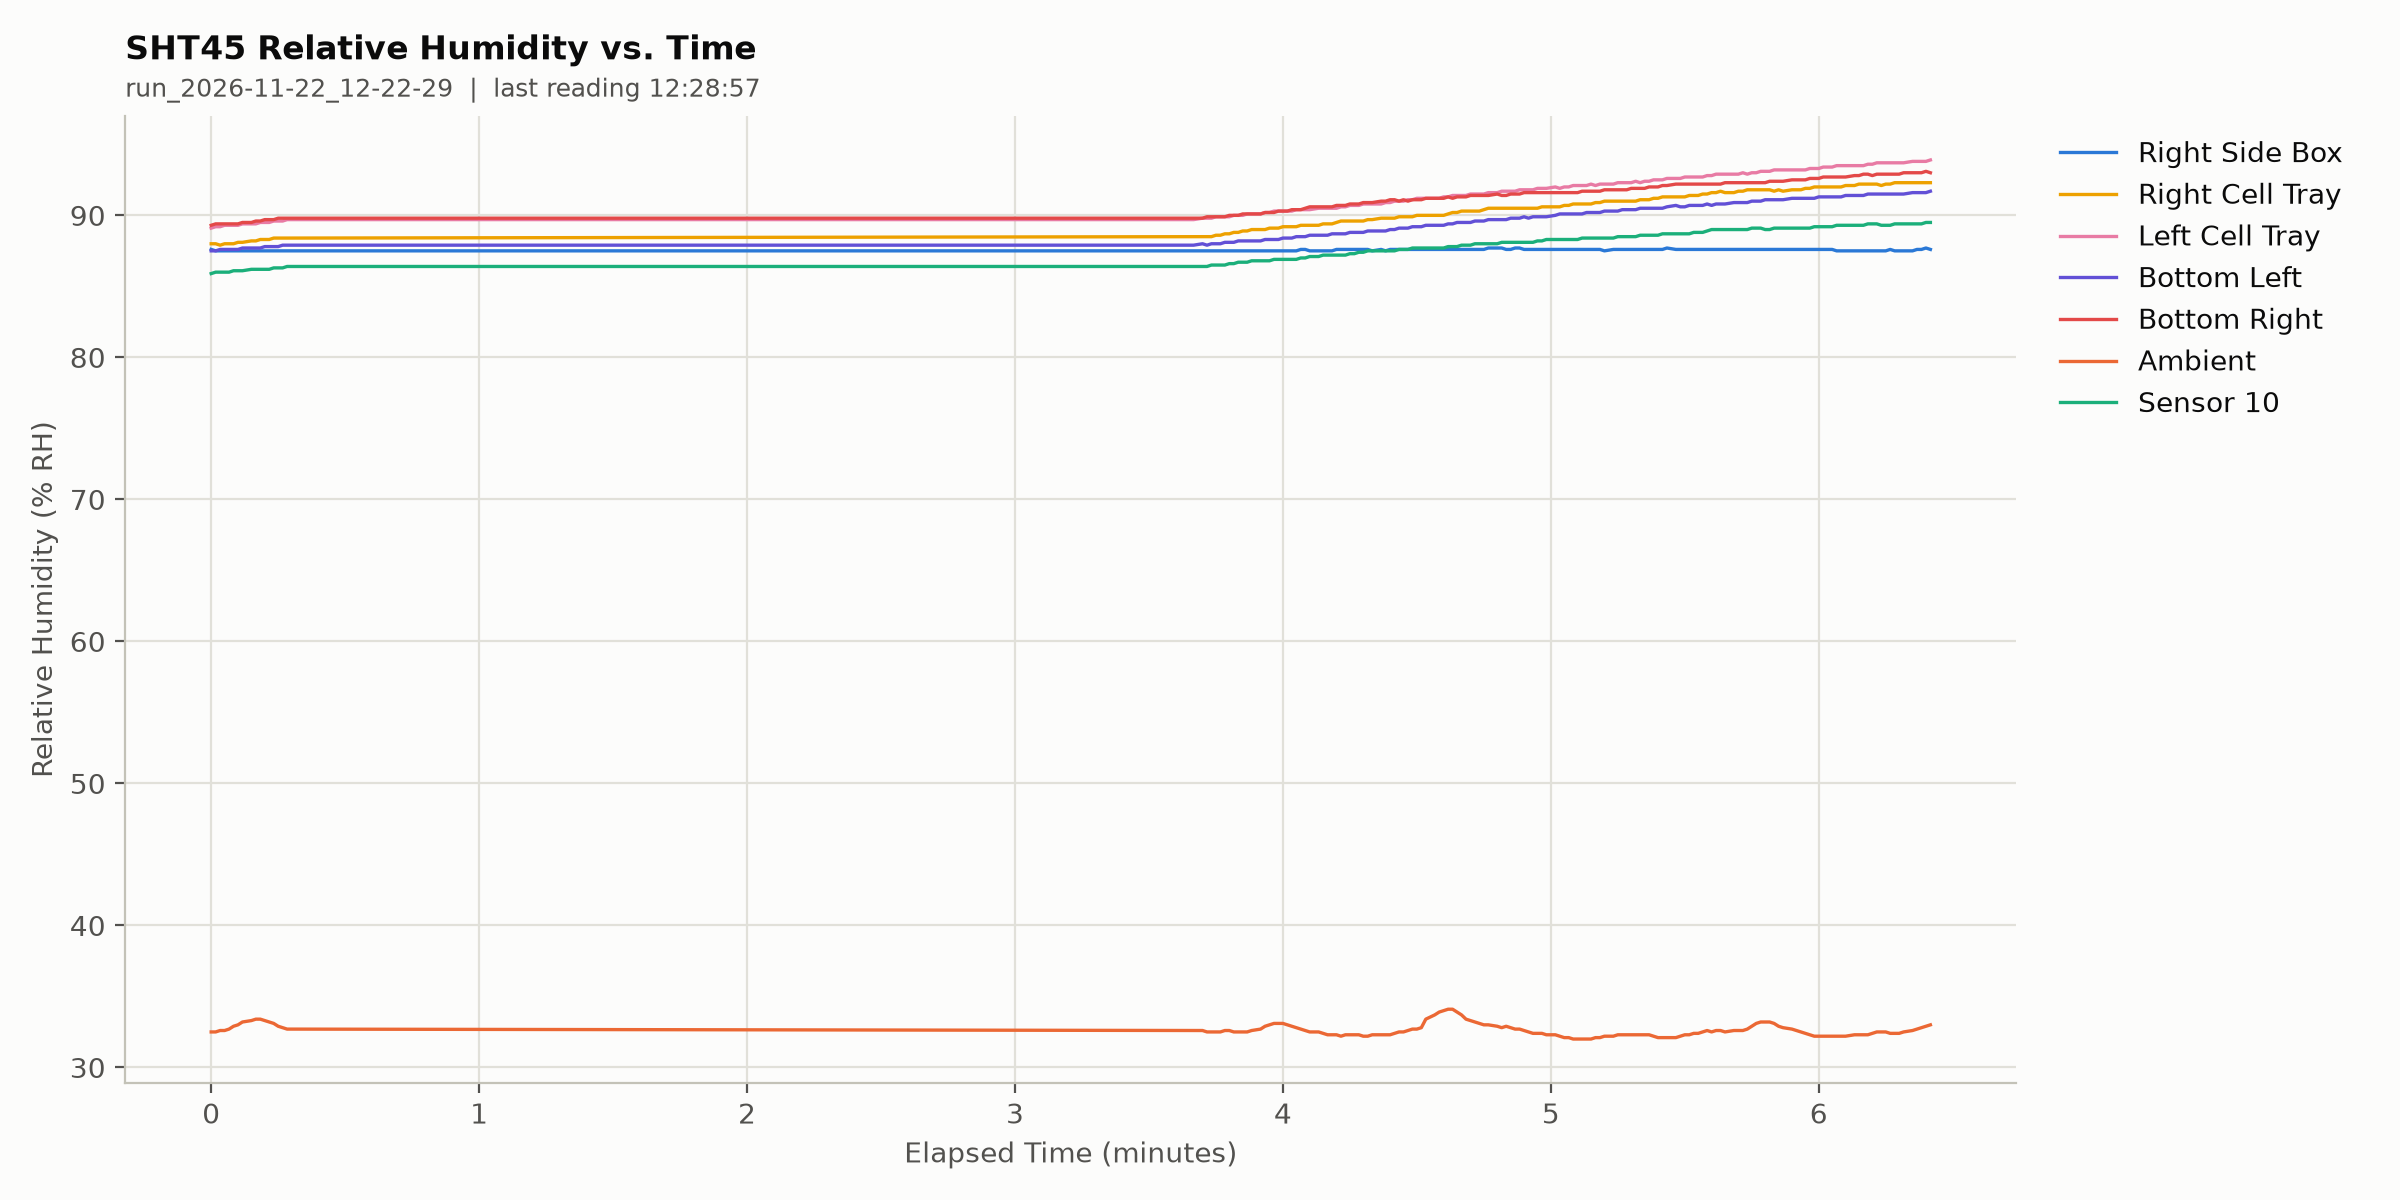 SHT45 Relative Humidity vs. Time
run_2026-11-22_12-22-29  |  last reading 12:28:57
Right Side Box
Right Cell Tray
Left Cell Tray
Bottom Left
Bottom Right
Ambient
Sensor 10
Relative Humidity (% RH)
90
80
70
60
50
40
30
0
1
2
3
4
5
6
Elapsed Time (minutes)